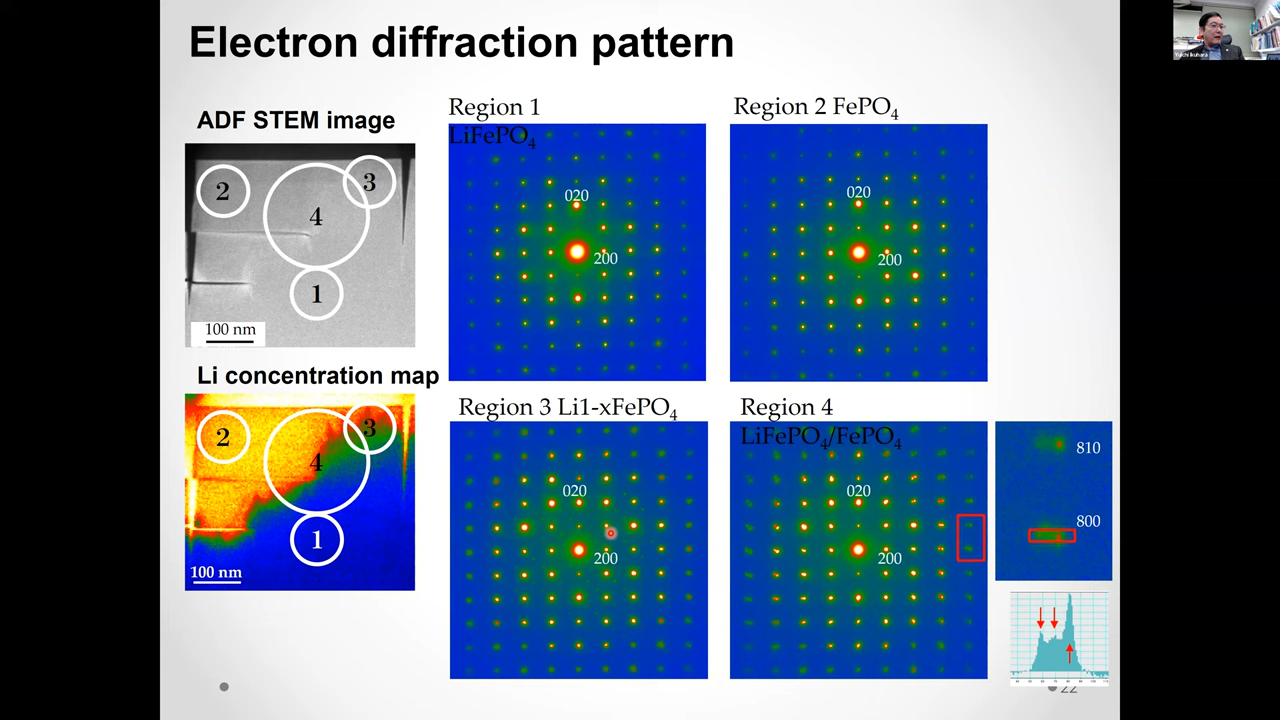 Electron diffraction pattern
Yuichi Ikuhara
ADF STEM image
2
3
4
1
100 nm
Li concentration map
2
3
4
1
100 nm
Region 1
LiFePO₄
020
200
Region 2 FePO₄
020
200
Region 3 Li1-xFePO₄
020
200
Region 4
LiFePO₄/FePO₄
020
200
810
800
22